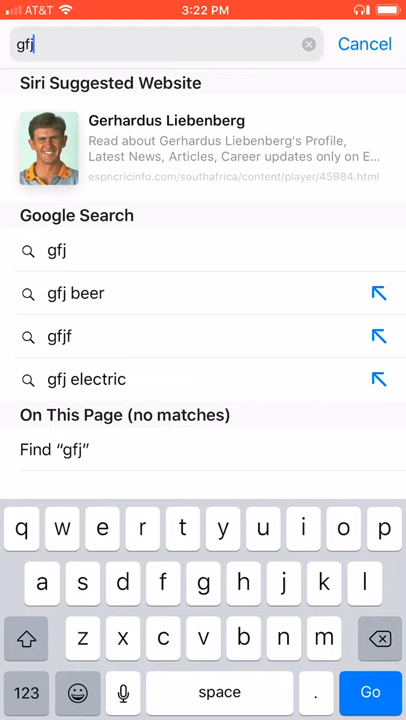 AT&T 3:22 PM
gfj Cancel
Siri Suggested Website
Gerhardus Liebenberg
Read about Gerhardus Liebenberg's Profile,
Latest News, Articles, Career updates only on E...
espncricinfo.com/southafrica/content/player/45984.html
Google Search
gfj
gfj beer
gfjf
gfj electric
On This Page (no matches)
Find “gfj”
q w e r t y u i o p
a s d f g h j k l
z x c v b n m
123 space . Go